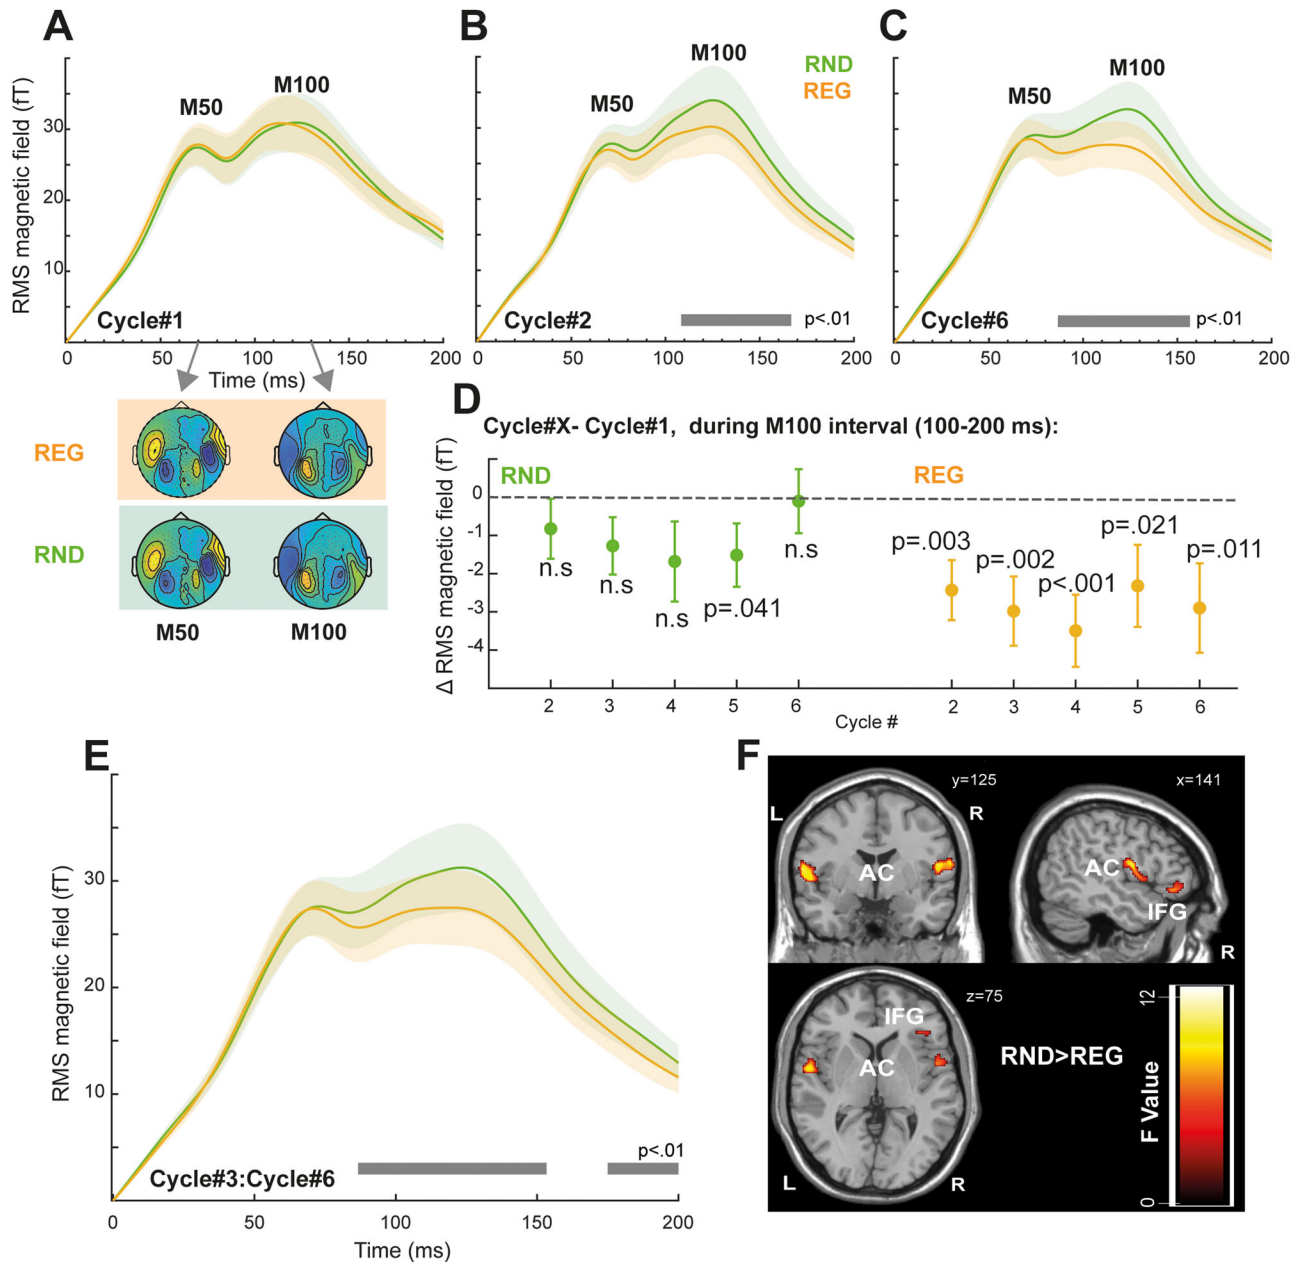 A
RMS magnetic field (fT)
30
20
10
M50
M100
Cycle#1
0
50
100
150
200
Time (ms)
REG
RND
M50
M100
B
M50
M100
RND
REG
Cycle#2
p<.01
0
50
100
150
200
C
M50
M100
Cycle#6
p<.01
0
50
100
150
200
D
Cycle#X- Cycle#1, during M100 interval (100-200 ms):
Δ RMS magnetic field (fT)
0
-1
-2
-3
-4
RND
n.s
n.s
n.s
p=.041
n.s
REG
p=.003
p=.002
p<.001
p=.021
p=.011
2
3
4
5
6
Cycle #
2
3
4
5
6
E
RMS magnetic field (fT)
30
20
10
Cycle#3:Cycle#6
p<.01
0
50
100
150
200
Time (ms)
F
y=125
x=141
L
R
AC
AC
IFG
R
z=75
IFG
AC
L
R
RND>REG
F Value
12
0